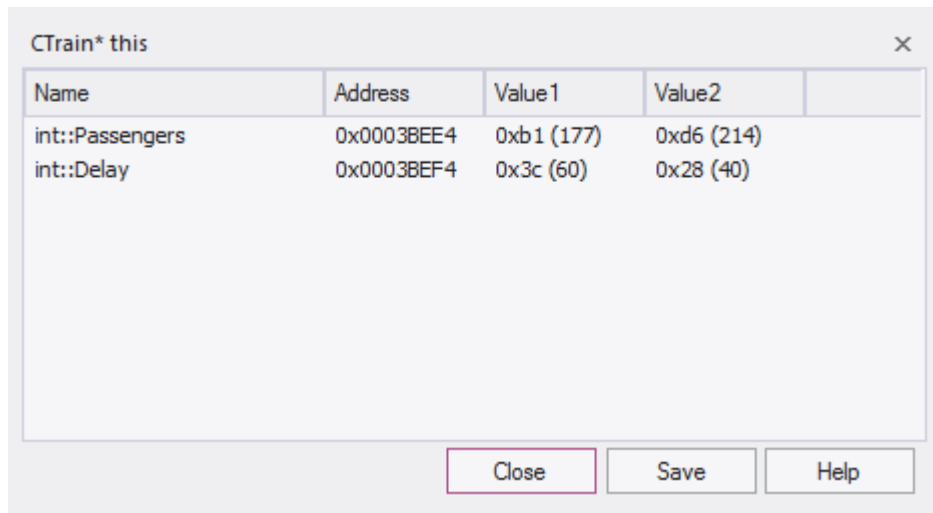 CTrain* this
Name Address Value1 Value2
int::Passengers 0x0003BEE4 0xb1 (177) 0xd6 (214)
int::Delay 0x0003BEF4 0x3c (60) 0x28 (40)
Close Save Help